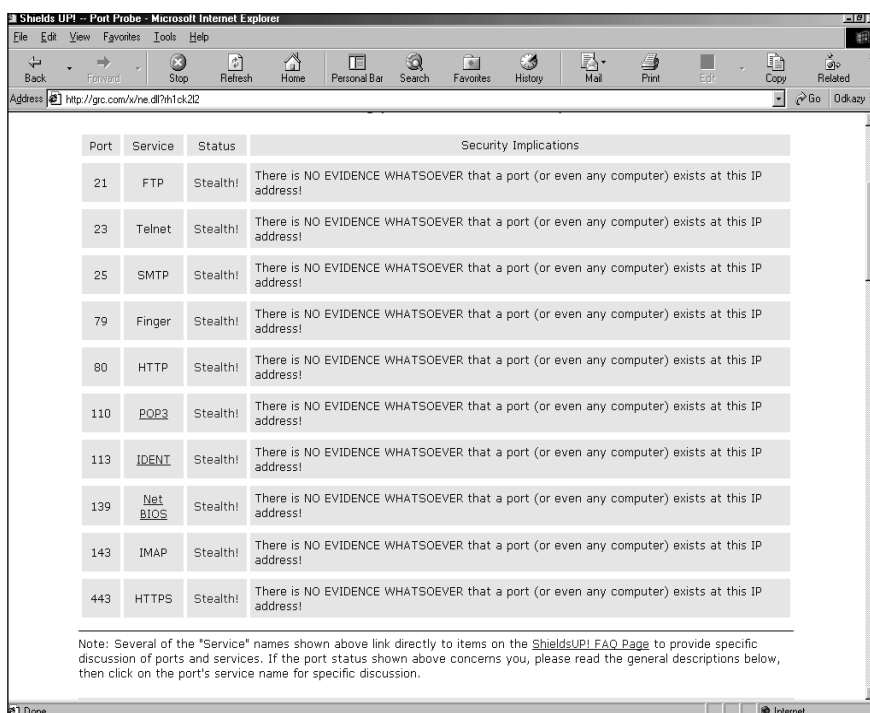 Shields UP! -- Port Probe - Microsoft Internet Explorer
File Edit View Favorites Tools Help
Back Forward Stop Refresh Home Personal Bar Search Favorites History Mail Print Edit Copy Related
Address http://grc.com/x/ne.dll?rh1ck2l2 Go Odkazy
Port Service Status Security Implications
21 FTP Stealth! There is NO EVIDENCE WHATSOEVER that a port (or even any computer) exists at this IP
address!
23 Telnet Stealth! There is NO EVIDENCE WHATSOEVER that a port (or even any computer) exists at this IP
address!
25 SMTP Stealth! There is NO EVIDENCE WHATSOEVER that a port (or even any computer) exists at this IP
address!
79 Finger Stealth! There is NO EVIDENCE WHATSOEVER that a port (or even any computer) exists at this IP
address!
80 HTTP Stealth! There is NO EVIDENCE WHATSOEVER that a port (or even any computer) exists at this IP
address!
110 POP3 Stealth! There is NO EVIDENCE WHATSOEVER that a port (or even any computer) exists at this IP
address!
113 IDENT Stealth! There is NO EVIDENCE WHATSOEVER that a port (or even any computer) exists at this IP
address!
139 Net BIOS Stealth! There is NO EVIDENCE WHATSOEVER that a port (or even any computer) exists at this IP
address!
143 IMAP Stealth! There is NO EVIDENCE WHATSOEVER that a port (or even any computer) exists at this IP
address!
443 HTTPS Stealth! There is NO EVIDENCE WHATSOEVER that a port (or even any computer) exists at this IP
address!
Note: Several of the "Service" names shown above link directly to items on the ShieldsUP! FAQ Page to provide specific
discussion of ports and services. If the port status shown above concerns you, please read the general descriptions below,
then click on the port's service name for specific discussion.
Done Internet